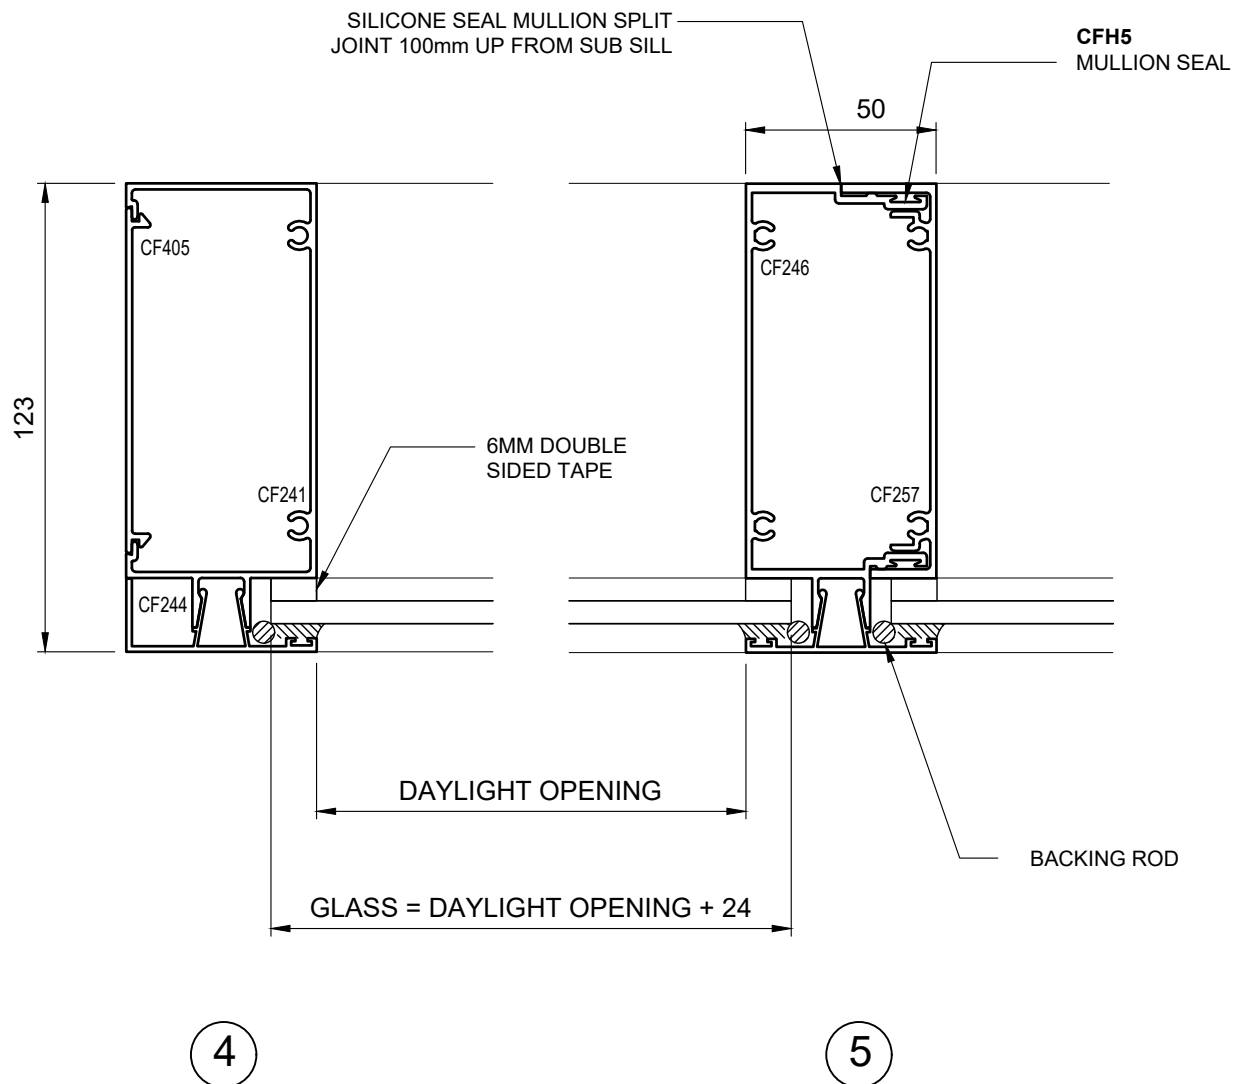 SILICONE SEAL MULLION SPLIT
JOINT 100mm UP FROM SUB SILL
CFH5
MULLION SEAL
50
123
CF405
CF246
6MM DOUBLE
SIDED TAPE
CF241
CF257
CF244
DAYLIGHT OPENING
BACKING ROD
GLASS = DAYLIGHT OPENING + 24
4
5